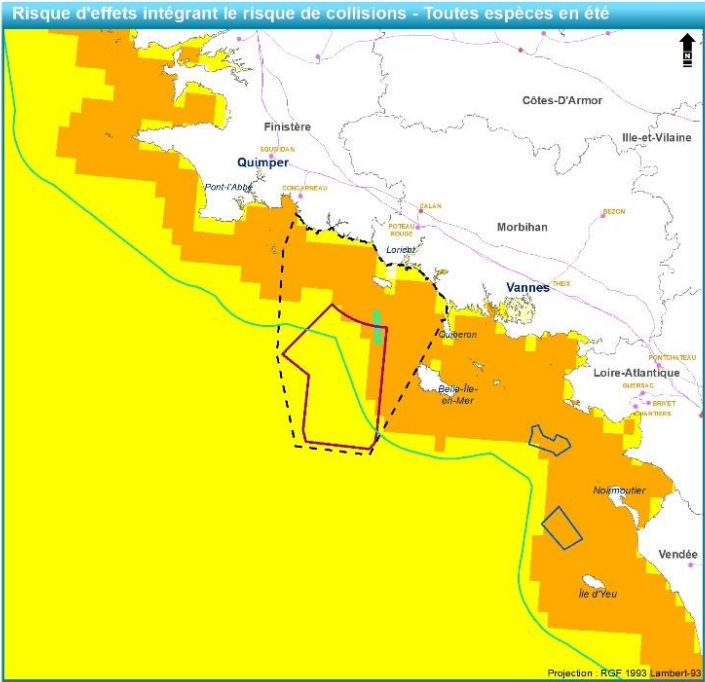 Risque d'effets intégrant le risque de collisions - Toutes espèces en été
N
Côtes-D'Armor
Finistère
Ille-et-Vilaine
SQUIVIDAN
Quimper
Pont-l'Abbé
CONCARNEAU
CALAN
BEZON
POTEAU
ROUGE
Morbihan
Lorient
Vannes
THEIX
Quiberon
PONTCHATEAU
Loire-Atlantique
Belle-Île-
en-Mer
GUERSAC
BRIVET
CHANTIERS
Noirmoutier
Vendée
Île d'Yeu
Projection : RGF 1993 Lambert-93